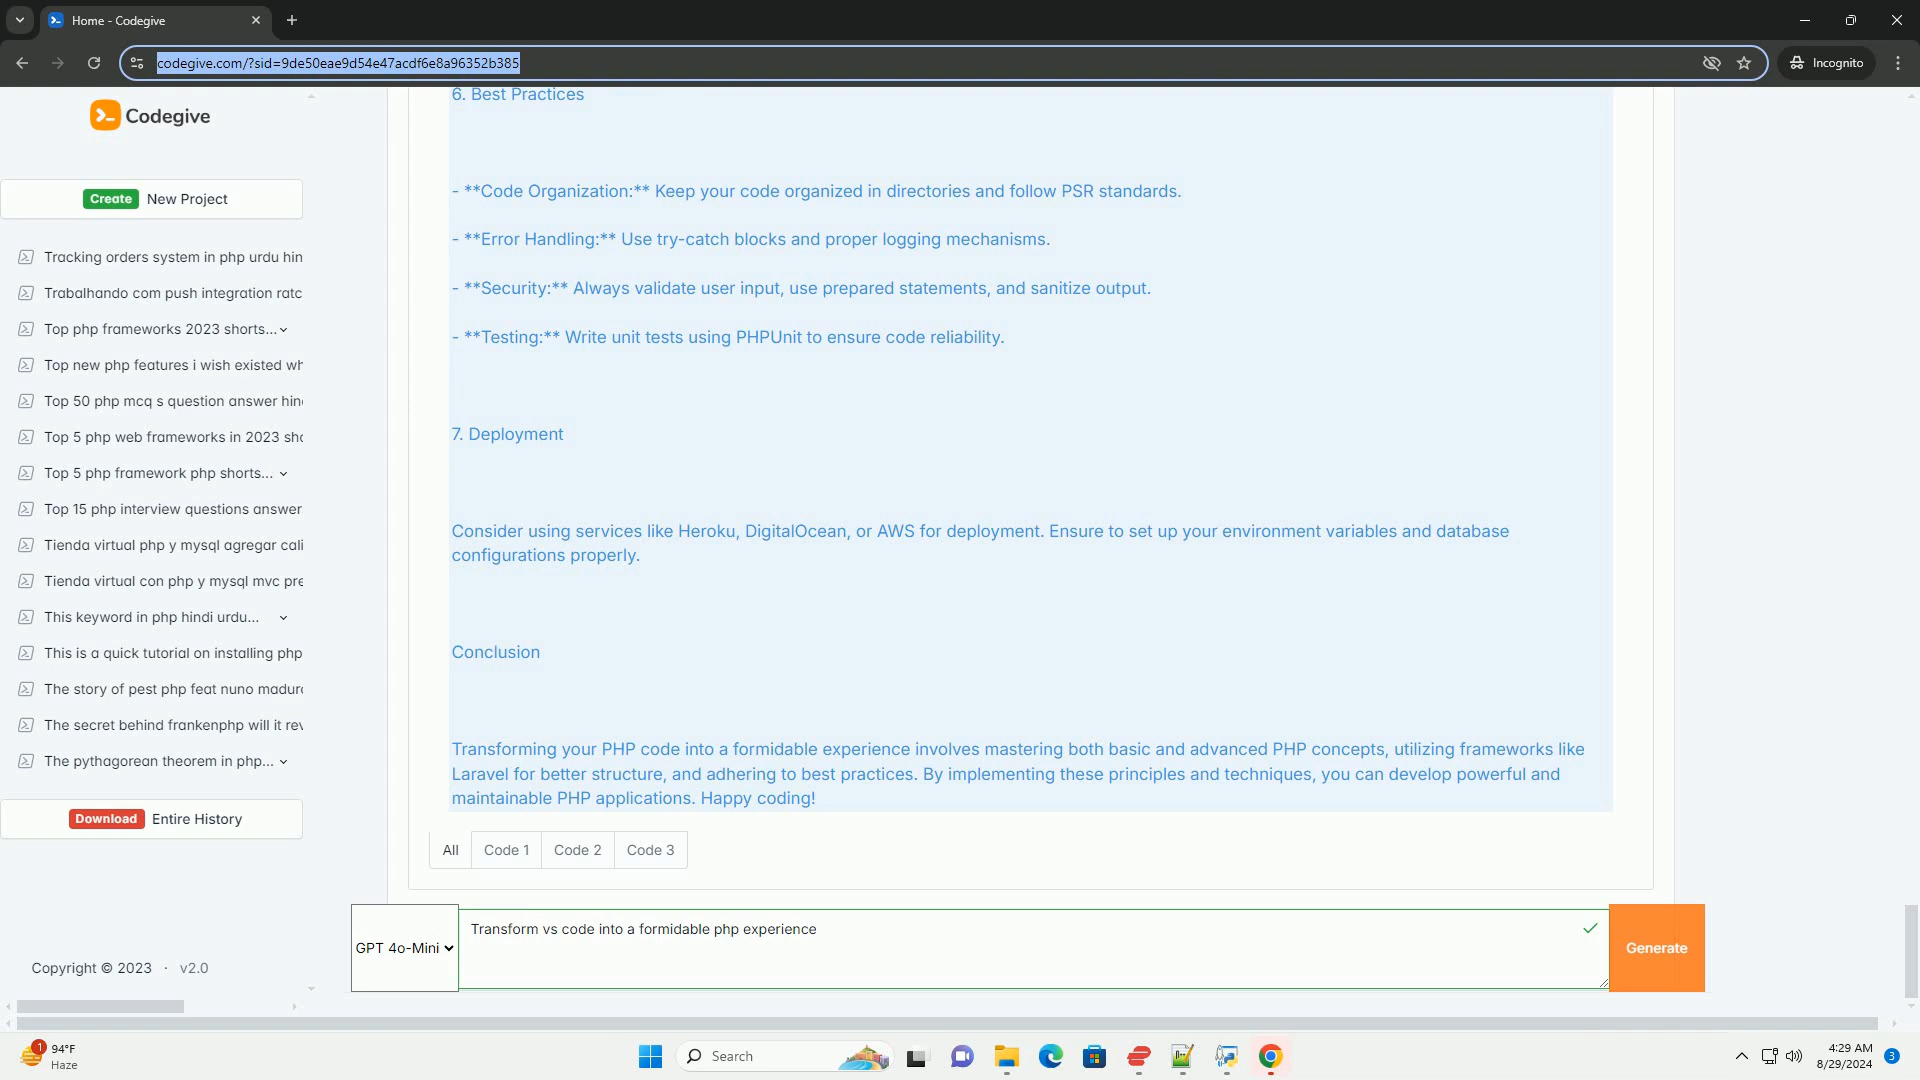 Home - Codegive
codegive.com/?sid=9de50eae9d54e47acdf6e8a96352b385
Incognito
Codegive
Create New Project
Tracking orders system in php urdu hin
Trabalhando com push integration ratc
Top php frameworks 2023 shorts...
Top new php features i wish existed wh
Top 50 php mcq s question answer hin
Top 5 php web frameworks in 2023 sho
Top 5 php framework php shorts...
Top 15 php interview questions answer
Tienda virtual php y mysql agregar cali
Tienda virtual con php y mysql mvc pre
This keyword in php hindi urdu...
This is a quick tutorial on installing php
The story of pest php feat nuno madur
The secret behind frankenphp will it rev
The pythagorean theorem in php...
Download Entire History
Copyright © 2023 · v2.0
6. Best Practices
- **Code Organization:** Keep your code organized in directories and follow PSR standards.
- **Error Handling:** Use try-catch blocks and proper logging mechanisms.
- **Security:** Always validate user input, use prepared statements, and sanitize output.
- **Testing:** Write unit tests using PHPUnit to ensure code reliability.
7. Deployment
Consider using services like Heroku, DigitalOcean, or AWS for deployment. Ensure to set up your environment variables and database
configurations properly.
Conclusion
Transforming your PHP code into a formidable experience involves mastering both basic and advanced PHP concepts, utilizing frameworks like
Laravel for better structure, and adhering to best practices. By implementing these principles and techniques, you can develop powerful and
maintainable PHP applications. Happy coding!
All Code 1 Code 2 Code 3
GPT 4o-Mini
Transform vs code into a formidable php experience
Generate
1
94°F
Haze
Search
4:29 AM
8/29/2024
3